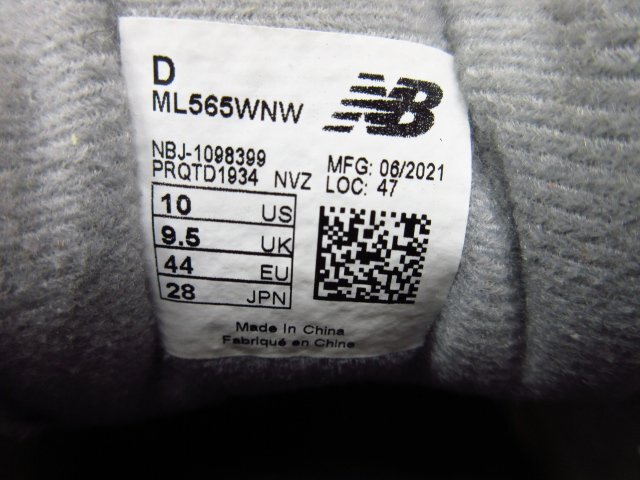 D
ML565WNW
NB
NBJ-1098399
PRQTD1934 NVZ
MFG: 06/2021
LOC: 47
10 US
9.5 UK
44 EU
28 JPN
Made In China
Fabriqué en Chine